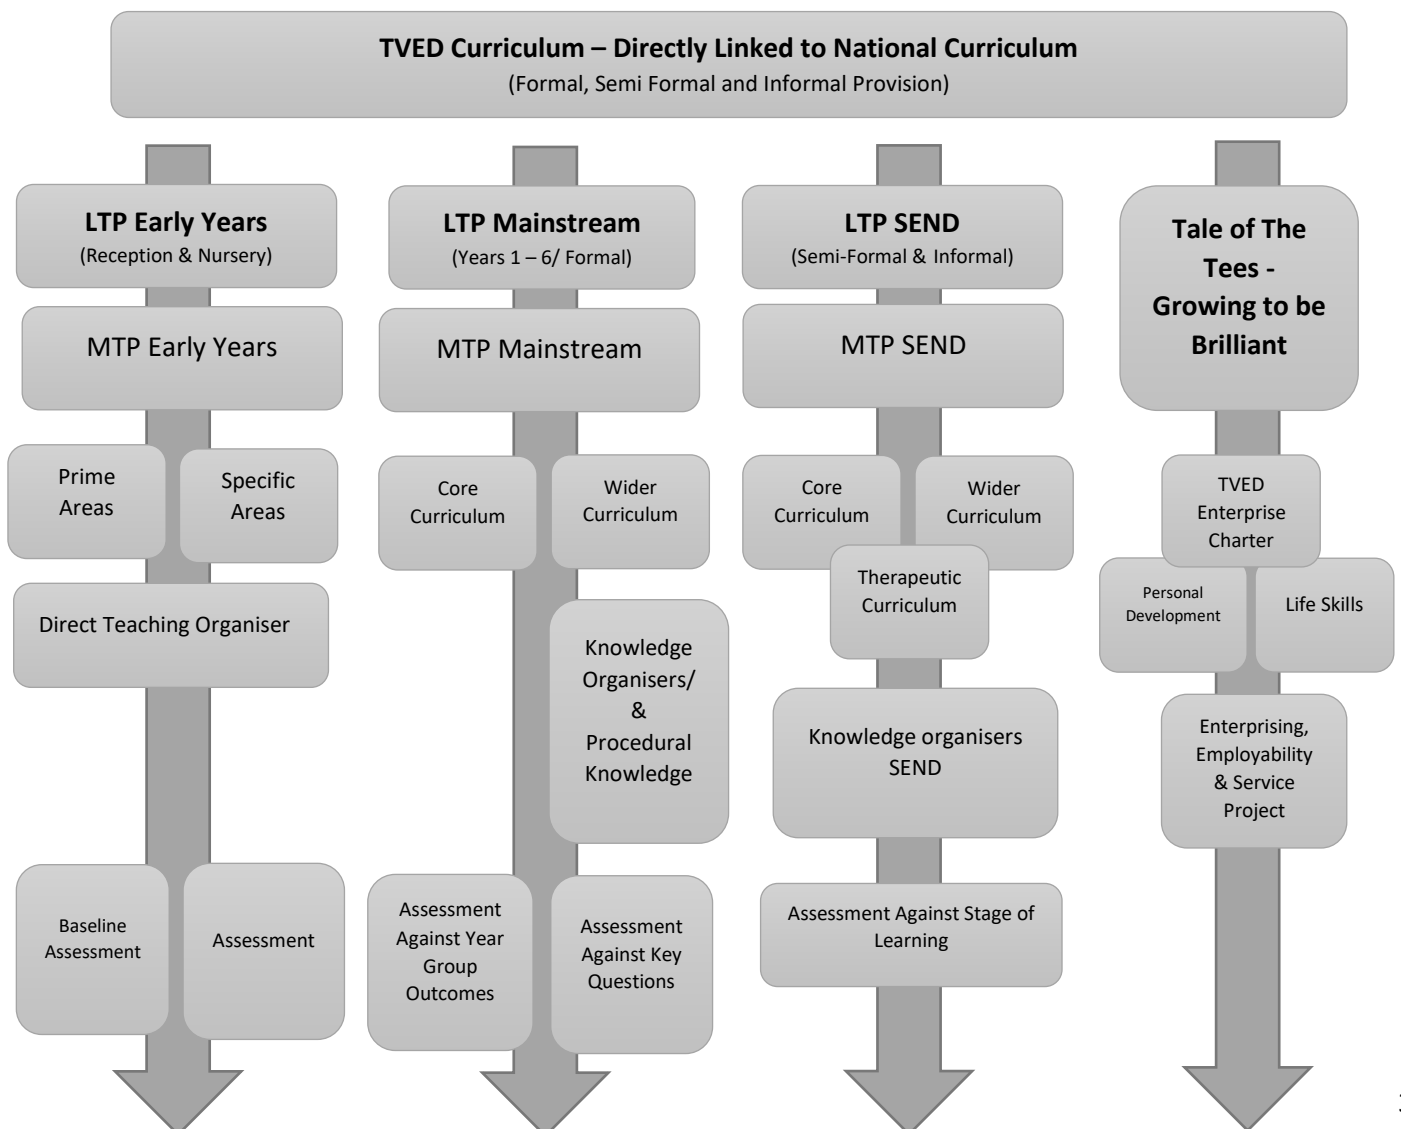 TVED Curriculum – Directly Linked to National Curriculum
(Formal, Semi Formal and Informal Provision)
LTP Early Years
(Reception & Nursery)
MTP Early Years
Prime
Areas
Specific
Areas
Direct Teaching Organiser
Baseline
Assessment
Assessment
LTP Mainstream
(Years 1 – 6/ Formal)
MTP Mainstream
Core
Curriculum
Wider
Curriculum
Knowledge
Organisers/
&
Procedural
Knowledge
Assessment
Against Year
Group
Outcomes
Assessment
Against Key
Questions
LTP SEND
(Semi-Formal & Informal)
MTP SEND
Core
Curriculum
Wider
Curriculum
Therapeutic
Curriculum
Knowledge organisers
SEND
Assessment Against Stage of
Learning
Tale of The
Tees -
Growing to be
Brilliant
TVED
Enterprise
Charter
Personal
Development
Life Skills
Enterprising,
Employability
& Service
Project